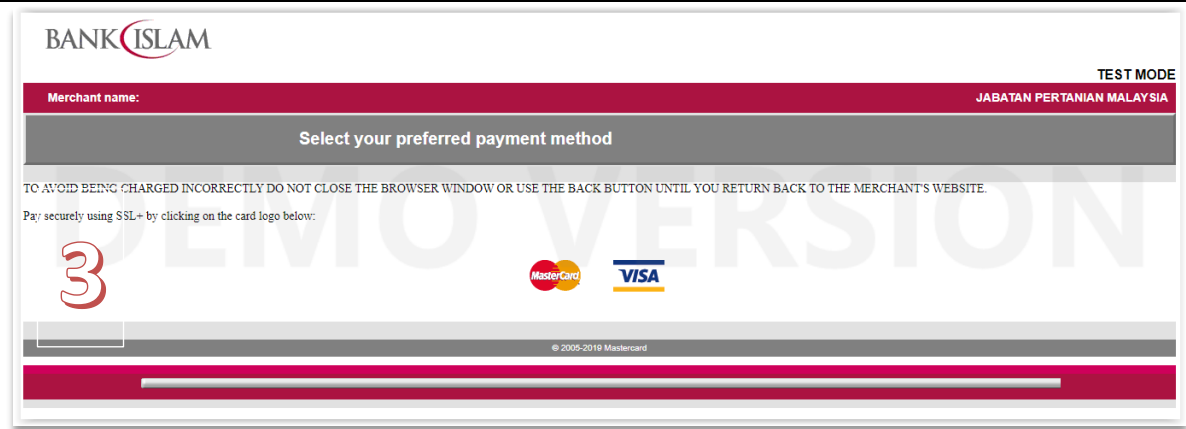 BANK ISLAM
TEST MODE
Merchant name: JABATAN PERTANIAN MALAYSIA
Select your preferred payment method
TO AVOID BEING CHARGED INCORRECTLY DO NOT CLOSE THE BROWSER WINDOW OR USE THE BACK BUTTON UNTIL YOU RETURN BACK TO THE MERCHANT'S WEBSITE.
Pay securely using SSL+ by clicking on the card logo below:
DEMO VERSION
3
MasterCard VISA
© 2005-2019 Mastercard